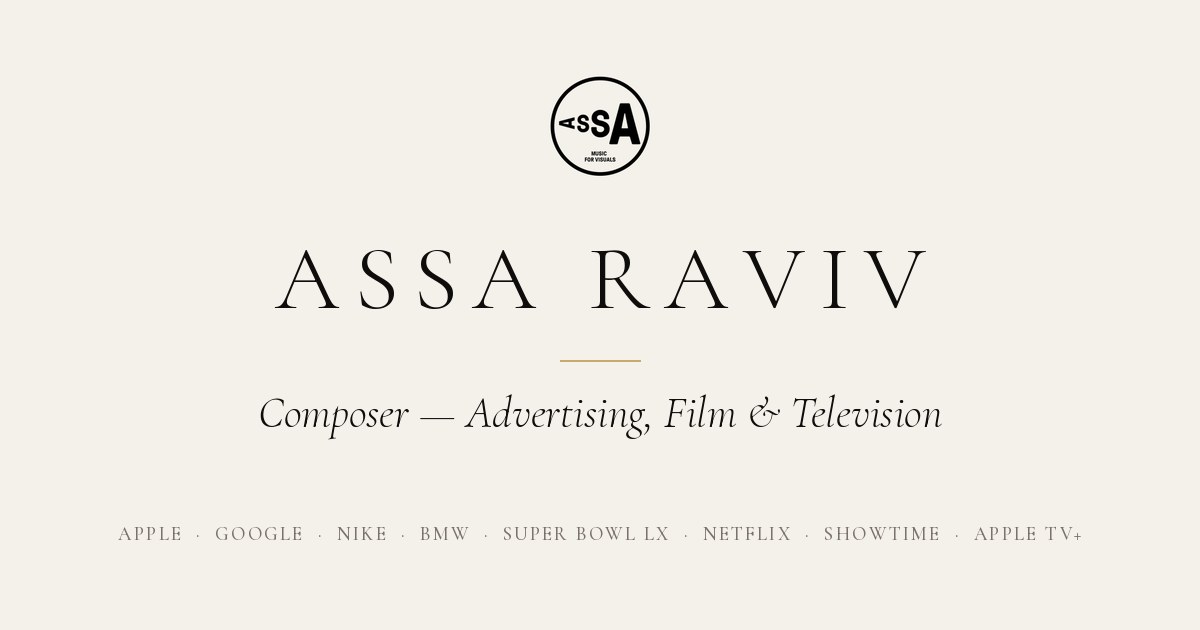 ASSA
MUSIC
FOR VISUALS
ASSA RAVIV
Composer — Advertising, Film & Television
APPLE · GOOGLE · NIKE · BMW · SUPER BOWL LX · NETFLIX · SHOWTIME · APPLE TV+